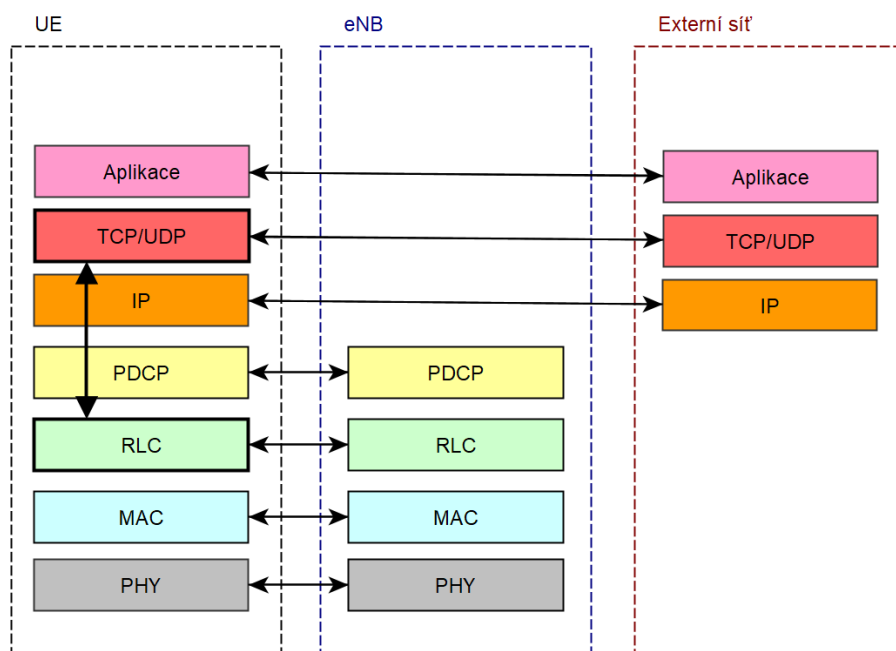 UE
eNB
Externí síť
Aplikace
Aplikace
TCP/UDP
TCP/UDP
IP
IP
PDCP
PDCP
RLC
RLC
MAC
MAC
PHY
PHY